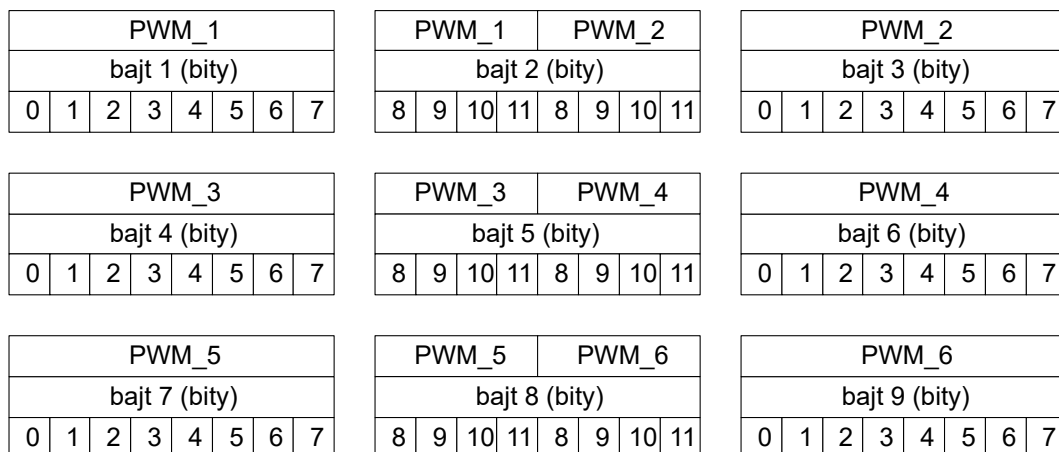 PWM_1 PWM_1 PWM_2 PWM_2
bajt 1 (bity) bajt 2 (bity) bajt 3 (bity)
0 1 2 3 4 5 6 7 8 9 10 11 8 9 10 11 0 1 2 3 4 5 6 7
PWM_3 PWM_3 PWM_4 PWM_4
bajt 4 (bity) bajt 5 (bity) bajt 6 (bity)
0 1 2 3 4 5 6 7 8 9 10 11 8 9 10 11 0 1 2 3 4 5 6 7
PWM_5 PWM_5 PWM_6 PWM_6
bajt 7 (bity) bajt 8 (bity) bajt 9 (bity)
0 1 2 3 4 5 6 7 8 9 10 11 8 9 10 11 0 1 2 3 4 5 6 7